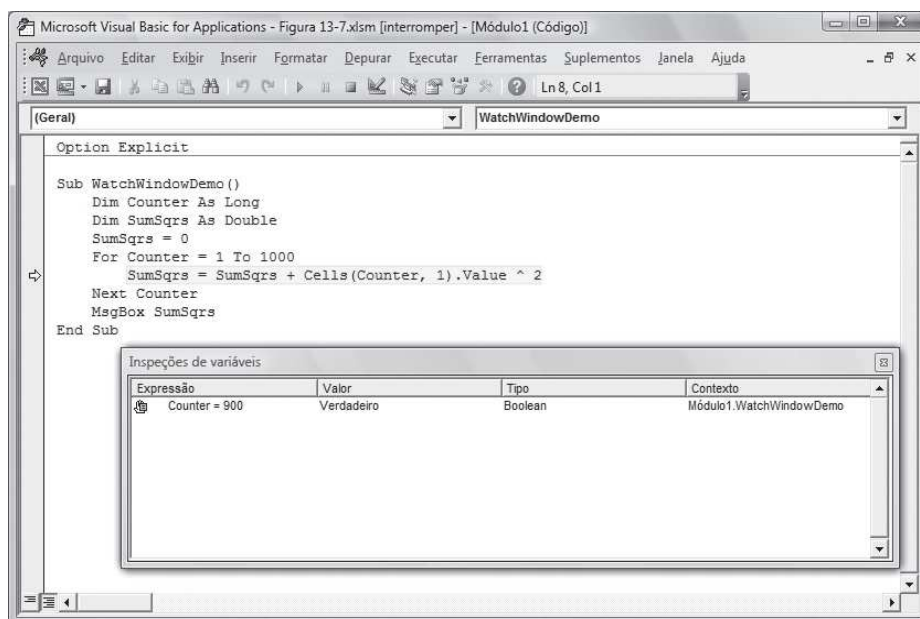 Microsoft Visual Basic for Applications - Figura 13-7.xlsm [interromper] - [Módulo1 (Código)]
Arquivo Editar Exibir Inserir Formatar Depurar Executar Ferramentas Suplementos Janela Ajuda
Ln 8, Col 1
(Geral) WatchWindowDemo
Option Explicit
Sub WatchWindowDemo()
Dim Counter As Long
Dim SumSqrs As Double
SumSqrs = 0
For Counter = 1 To 1000
SumSqrs = SumSqrs + Cells(Counter, 1).Value ^ 2
Next Counter
MsgBox SumSqrs
End Sub
Inspeções de variáveis
Expressão Valor Tipo Contexto
Counter = 900 Verdadeiro Boolean Módulo1.WatchWindowDemo